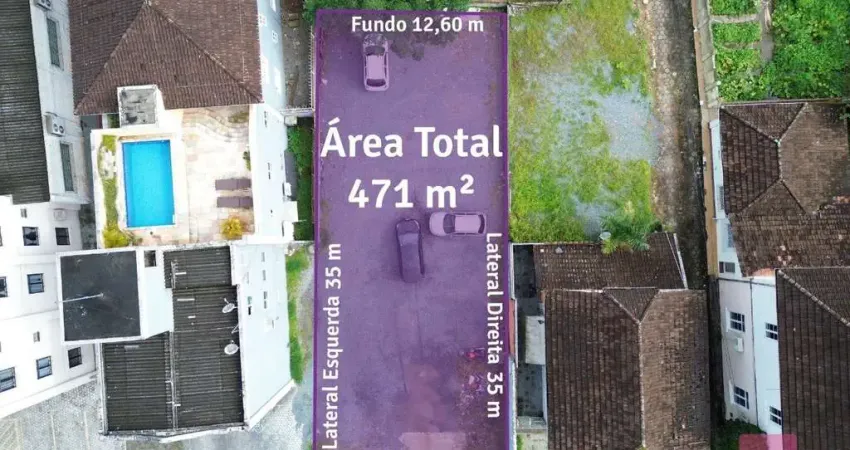 Fundo 12,60 m
Área Total
471 m²
Lateral Esquerda 35 m
Lateral Direita 35 m